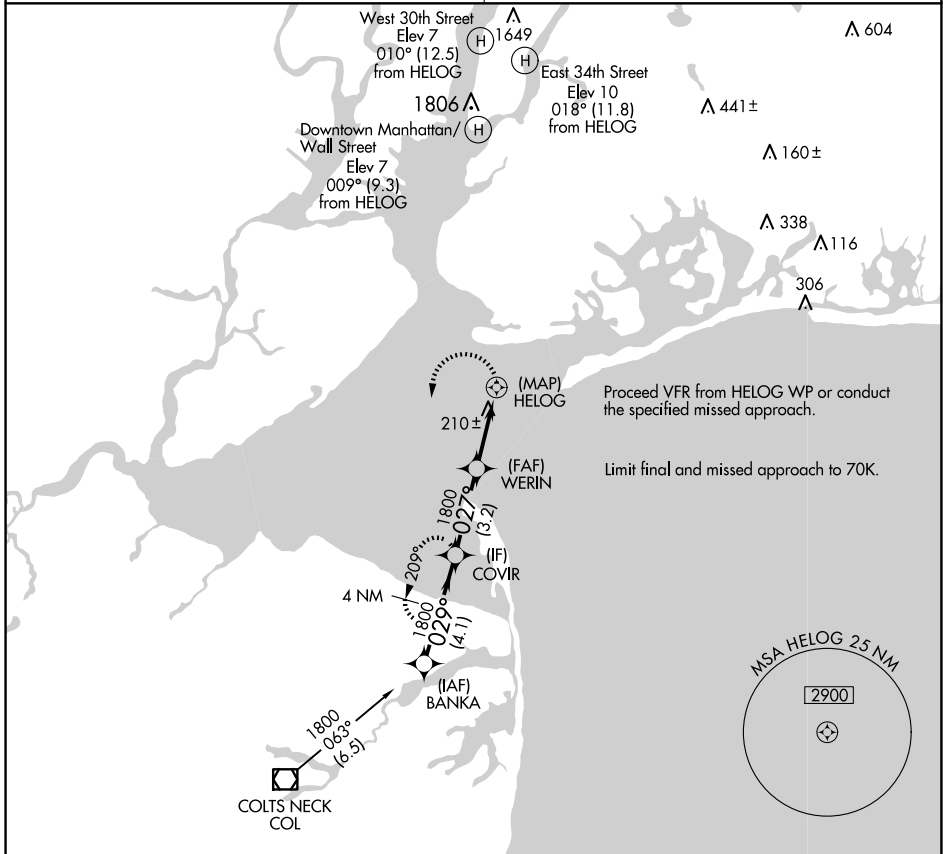 West 30th Street
Elev 7
010° (12.5)
from HELOG
H
1649
604
H
East 34th Street
Elev 10
018° (11.8)
from HELOG
1806
441±
Downtown Manhattan/
Wall Street
Elev 7
009° (9.3)
from HELOG
H
160±
338
116
306
(MAP)
HELOG
210±
Proceed VFR from HELOG WP or conduct
the specified missed approach.
(FAF)
WERIN
Limit final and missed approach to 70K.
1800
027°
(3.2)
(IF)
COVIR
209°
4 NM
1800
029°
(4.1)
(IAF)
BANKA
1800
063°
(6.5)
COLTS NECK
COL
MSA HELOG 25 NM
2900